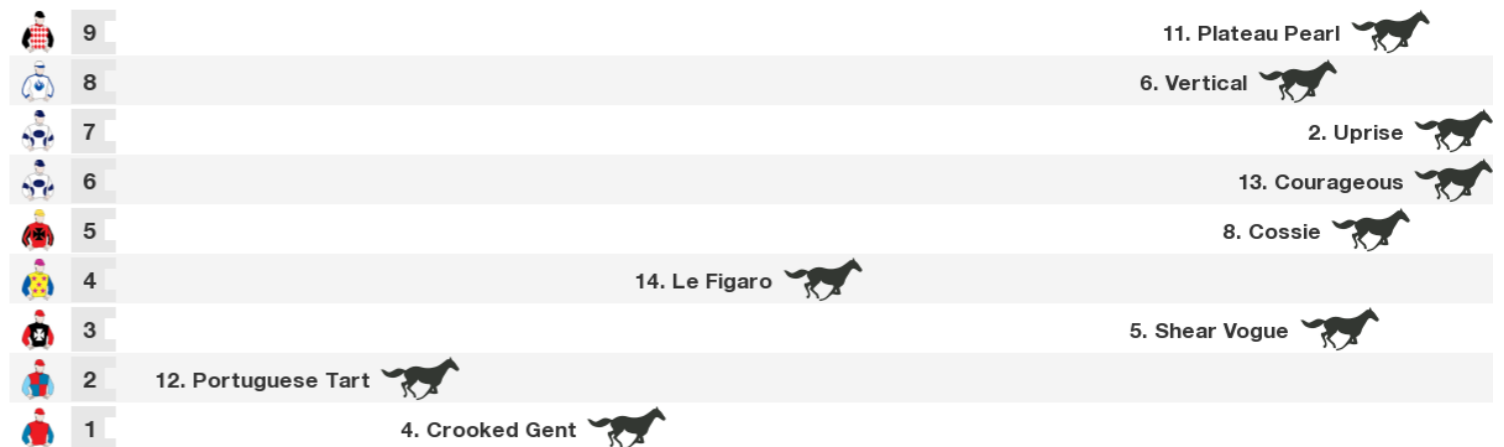 9 11. Plateau Pearl
8 6. Vertical
7 2. Uprise
6 13. Courageous
5 8. Cossie
4 14. Le Figaro
3 5. Shear Vogue
2 12. Portuguese Tart
1 4. Crooked Gent